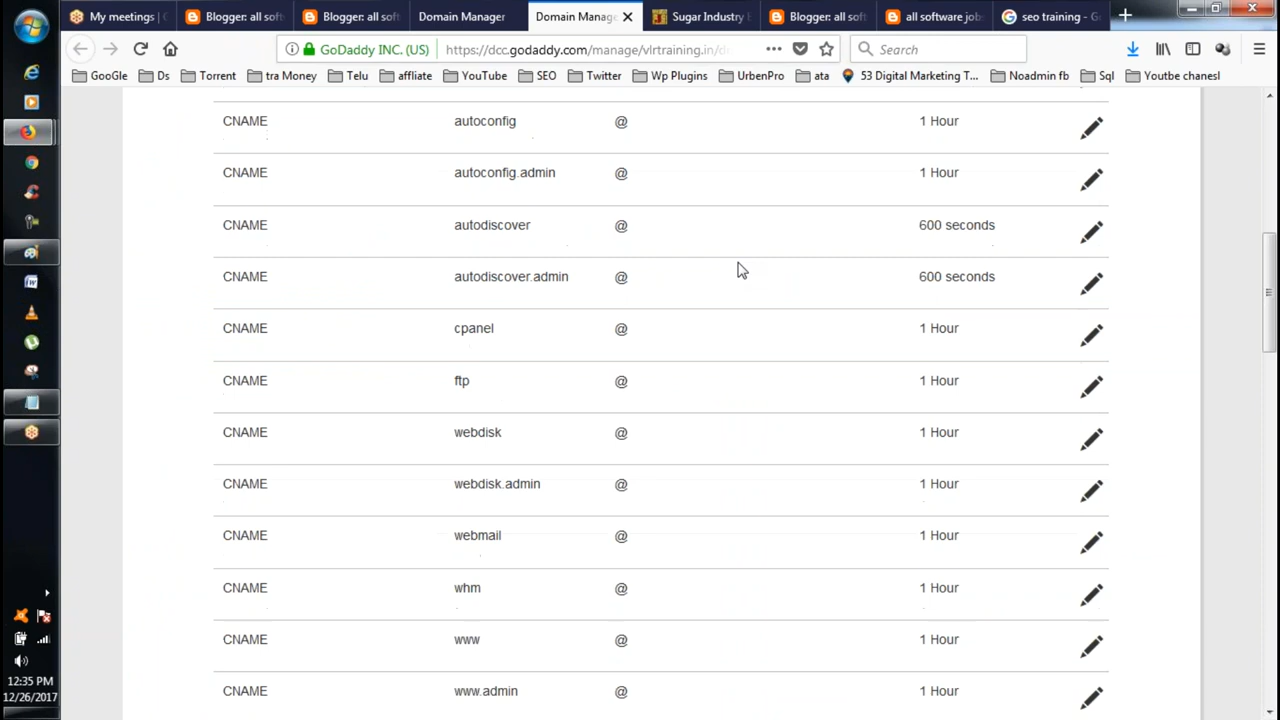 My meetings | G
Blogger: all soft
Blogger: all soft
Domain Manager
Domain Manage
Sugar Industry E
Blogger: all soft
all software job
seo training - Go
GoDaddy INC. (US)
https://dcc.godaddy.com/manage/vlrtraining.in/d
Search
GooGle
Ds
Torrent
tra Money
Telu
affliate
YouTube
SEO
Twitter
Wp Plugins
UrbenPro
ata
53 Digital Marketing T...
Noadmin fb
Sql
Youtbe chanesl
CNAME autoconfig @ 1 Hour
CNAME autoconfig.admin @ 1 Hour
CNAME autodiscover @ 600 seconds
CNAME autodiscover.admin @ 600 seconds
CNAME cpanel @ 1 Hour
CNAME ftp @ 1 Hour
CNAME webdisk @ 1 Hour
CNAME webdisk.admin @ 1 Hour
CNAME webmail @ 1 Hour
CNAME whm @ 1 Hour
CNAME www @ 1 Hour
CNAME www.admin @ 1 Hour
12:35 PM
12/26/2017